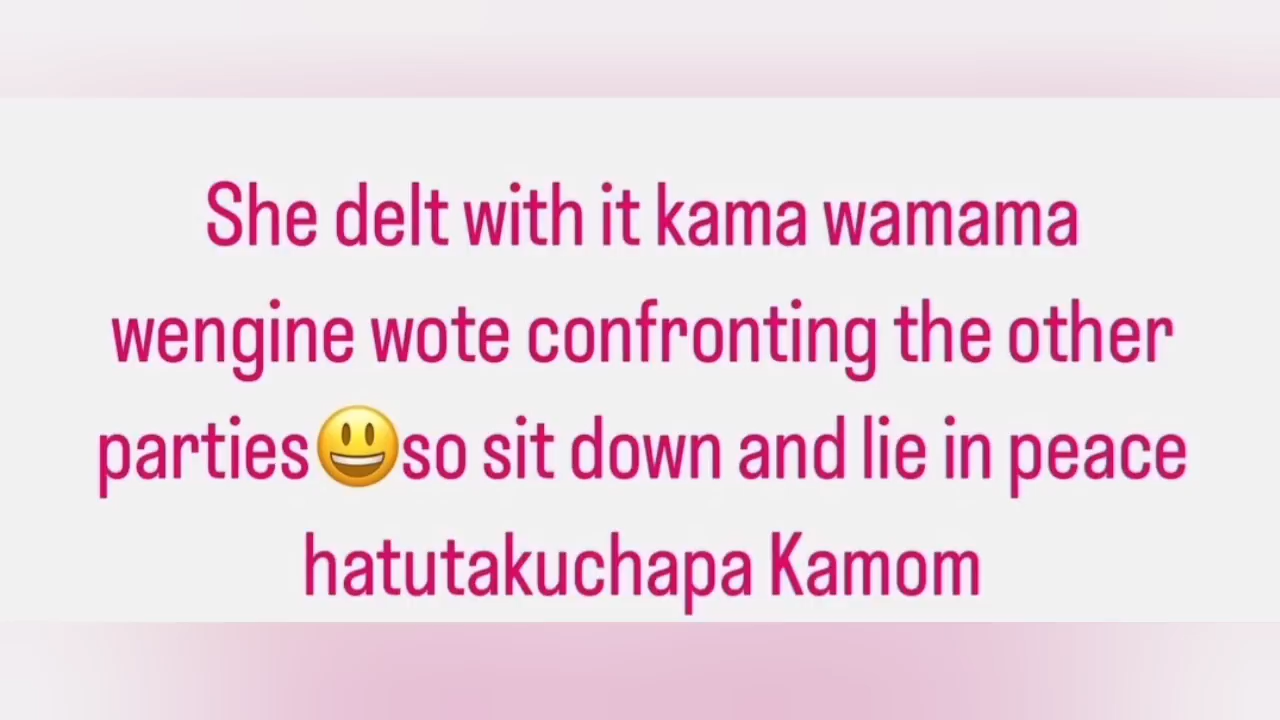 She delt with it kama wamama
wengine wote confronting the other
parties😃so sit down and lie in peace
hatutakuchapa Kamom